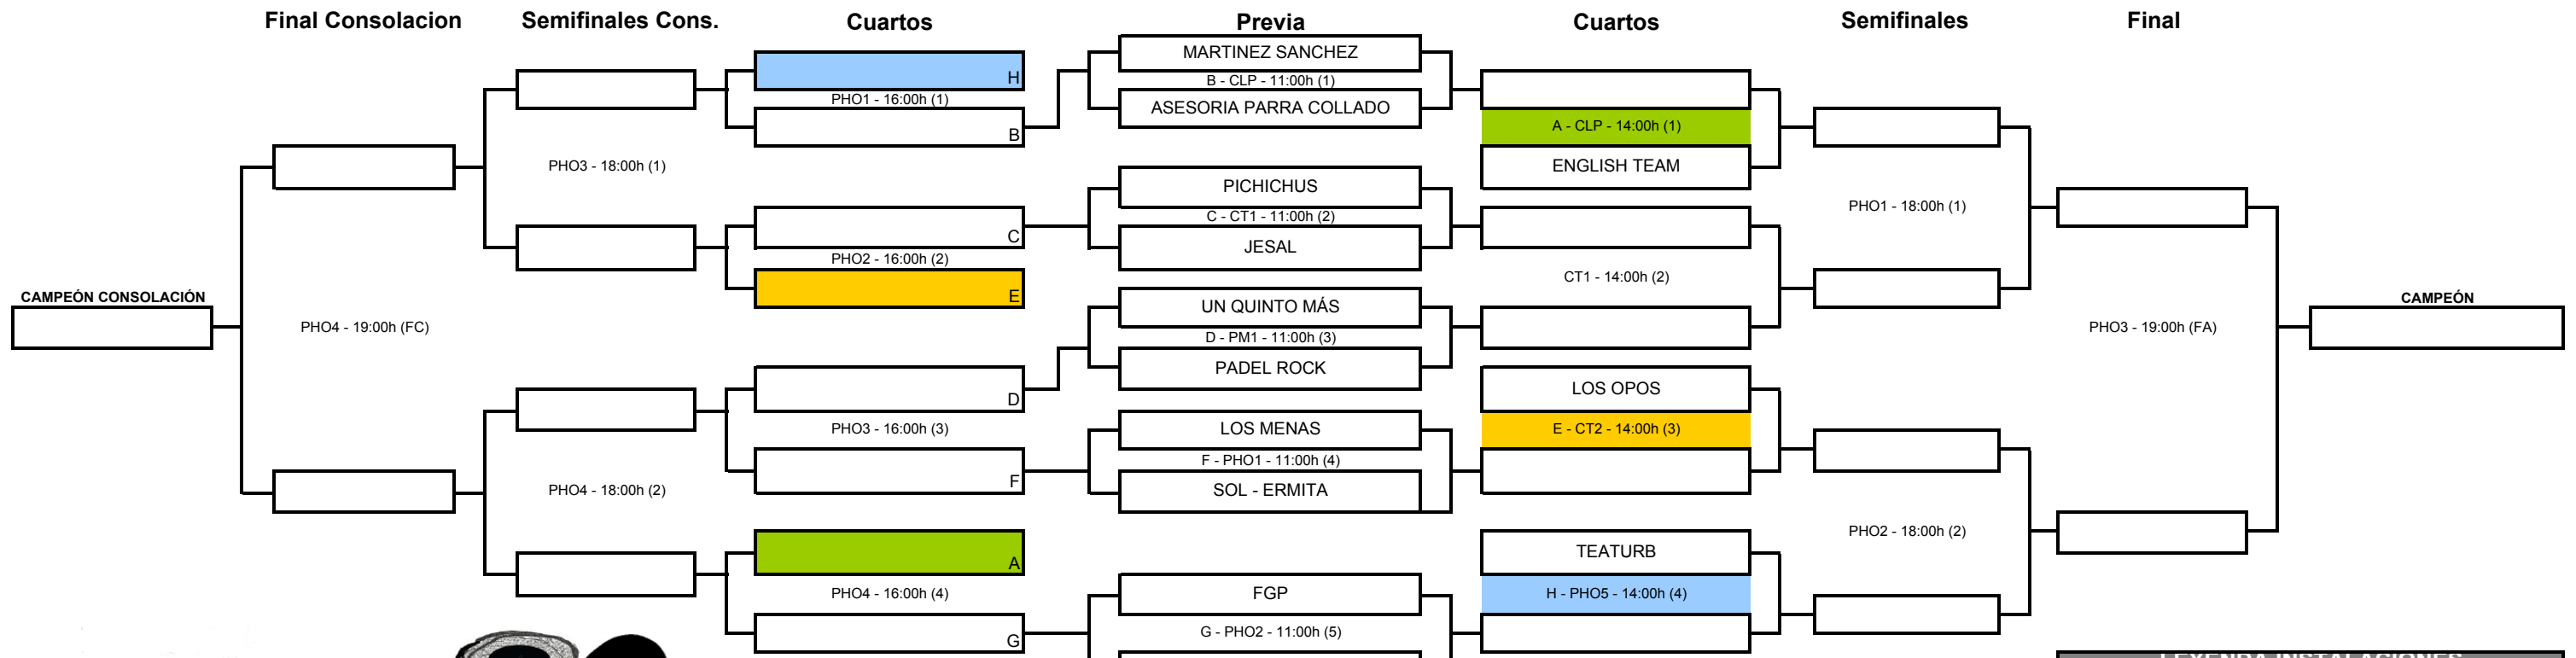 Final Consolacion
Semifinales Cons.
Cuartos
Previa
Cuartos
Semifinales
Final
H
PHO1 - 16:00h (1)
B
PHO3 - 18:00h (1)
C
PHO2 - 16:00h (2)
E
CAMPEÓN CONSOLACIÓN
PHO4 - 19:00h (FC)
D
PHO3 - 16:00h (3)
F
PHO4 - 18:00h (2)
A
PHO4 - 16:00h (4)
G
MARTINEZ SANCHEZ
B - CLP - 11:00h (1)
ASESORIA PARRA COLLADO
PICHICHUS
C - CT1 - 11:00h (2)
JESAL
UN QUINTO MÁS
D - PM1 - 11:00h (3)
PADEL ROCK
LOS MENAS
F - PHO1 - 11:00h (4)
SOL - ERMITA
FGP
G - PHO2 - 11:00h (5)
A - CLP - 14:00h (1)
ENGLISH TEAM
CT1 - 14:00h (2)
LOS OPOS
E - CT2 - 14:00h (3)
TEATURB
H - PHO5 - 14:00h (4)
PHO1 - 18:00h (1)
PHO2 - 18:00h (2)
PHO3 - 19:00h (FA)
CAMPEÓN
LEYENDA INSTALACIONES